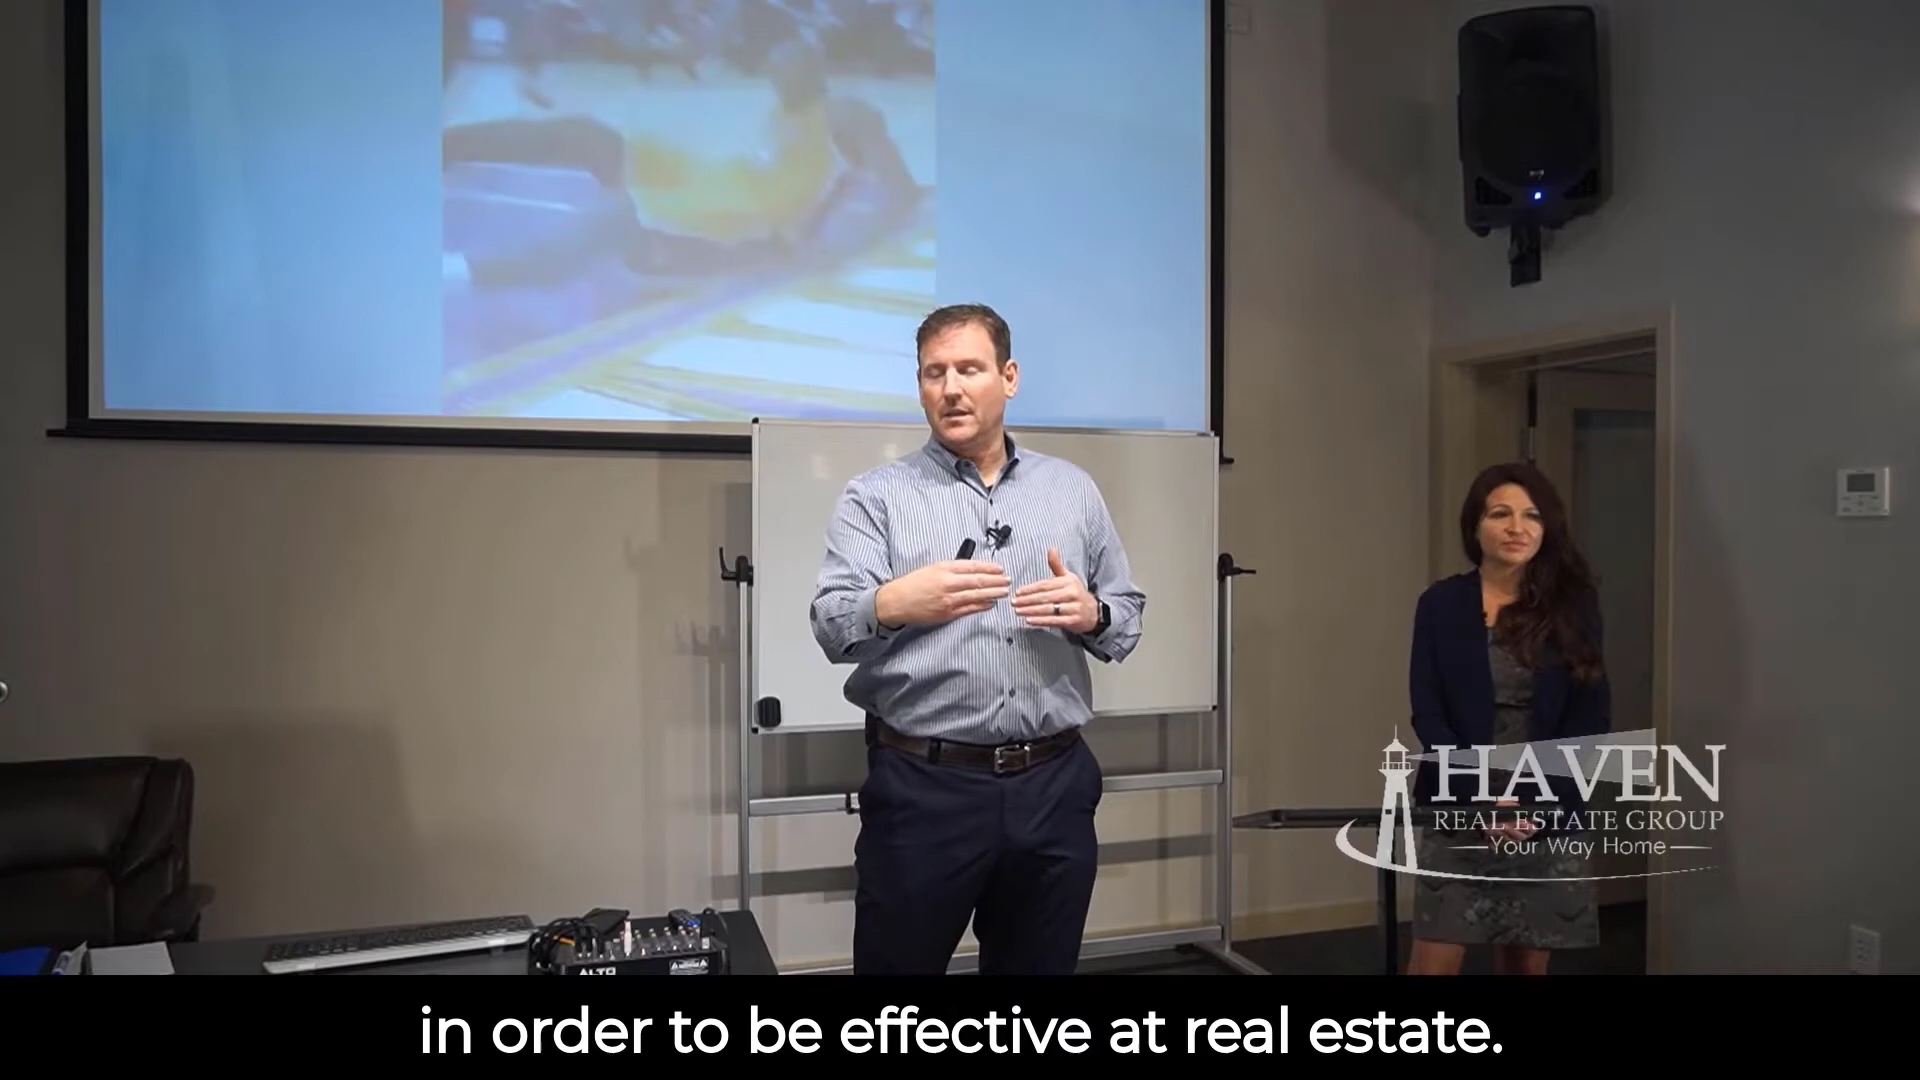 HAVEN
REAL ESTATE GROUP
Your Way Home
ALTO
in order to be effective at real estate.